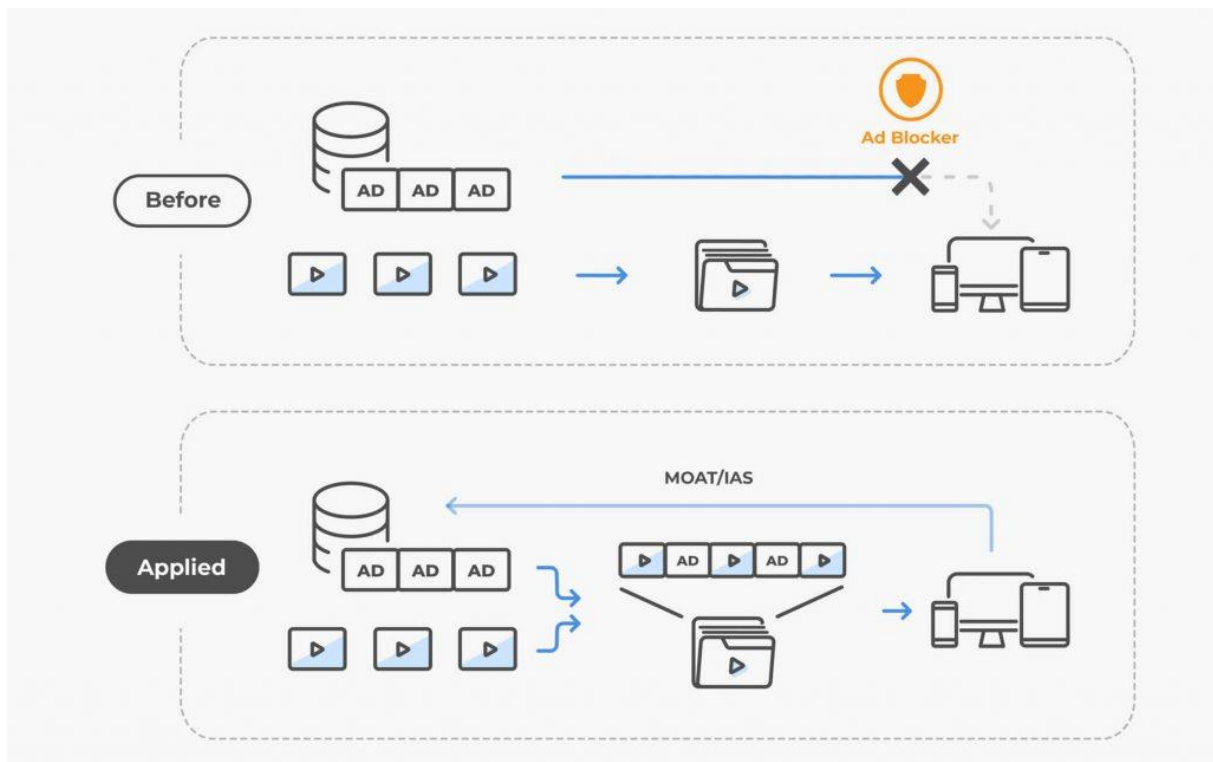 Ad Blocker
Before
AD AD AD
MOAT/IAS
AD AD
Applied
AD AD AD